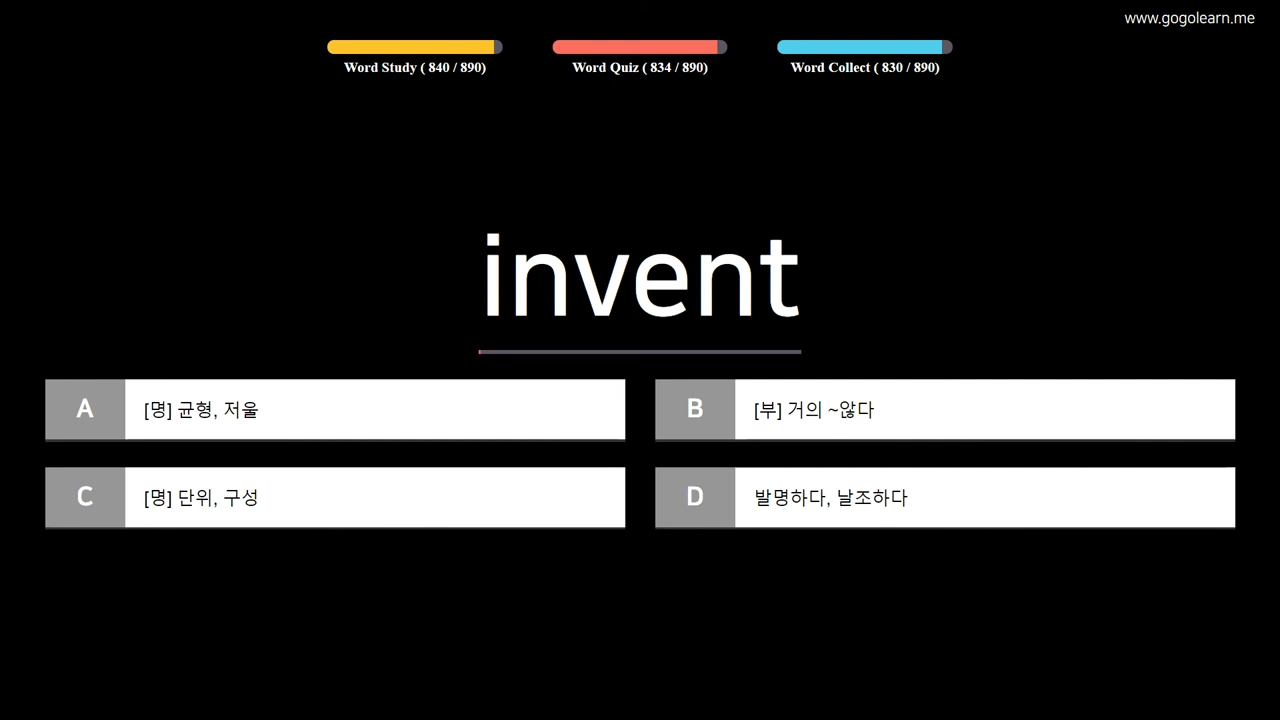 www.gogolearn.me
Word Study ( 840 / 890)
Word Quiz ( 834 / 890)
Word Collect ( 830 / 890)
invent
A
[명] 균형, 저울
B
[부] 거의 ~않다
C
[명] 단위, 구성
D
발명하다, 날조하다